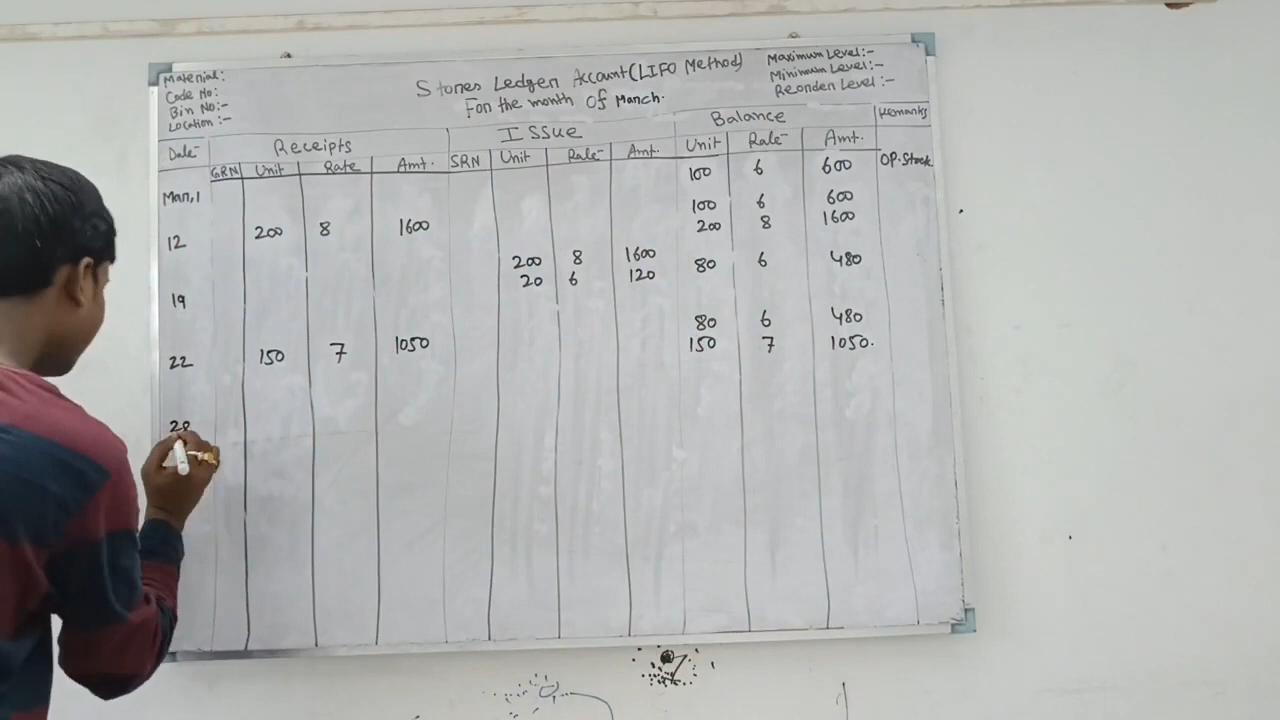 Material:
Code No:
Bin No:-
Location:-
Stores Ledger Account (LIFO Method)
For the month Of March.
Maximum Level:-
Minimum Level:-
Reorder Level:-
Date Receipts Issue Balance Remarks
GRN Unit Rate Amt. SRN Unit Rate Amt. Unit Rate Amt.
Mar,1 100 6 600 OP. Stock
100 6 600
12 200 8 1600 200 8 1600
200 8 1600 80 6 480
20 6 120
19
80 6 480
22 150 7 1050 150 7 1050.
28